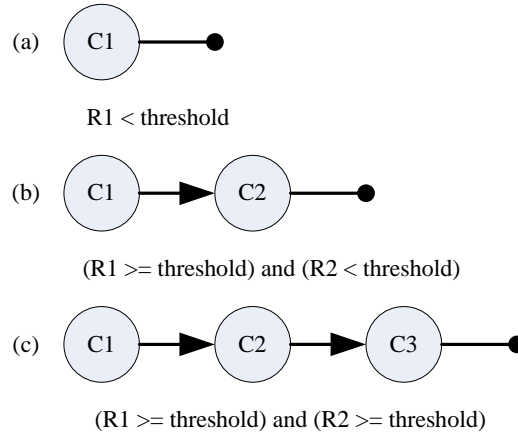 (a) C1
R1 < threshold
(b) C1 C2
(R1 >= threshold) and (R2 < threshold)
(c) C1 C2 C3
(R1 >= threshold) and (R2 >= threshold)